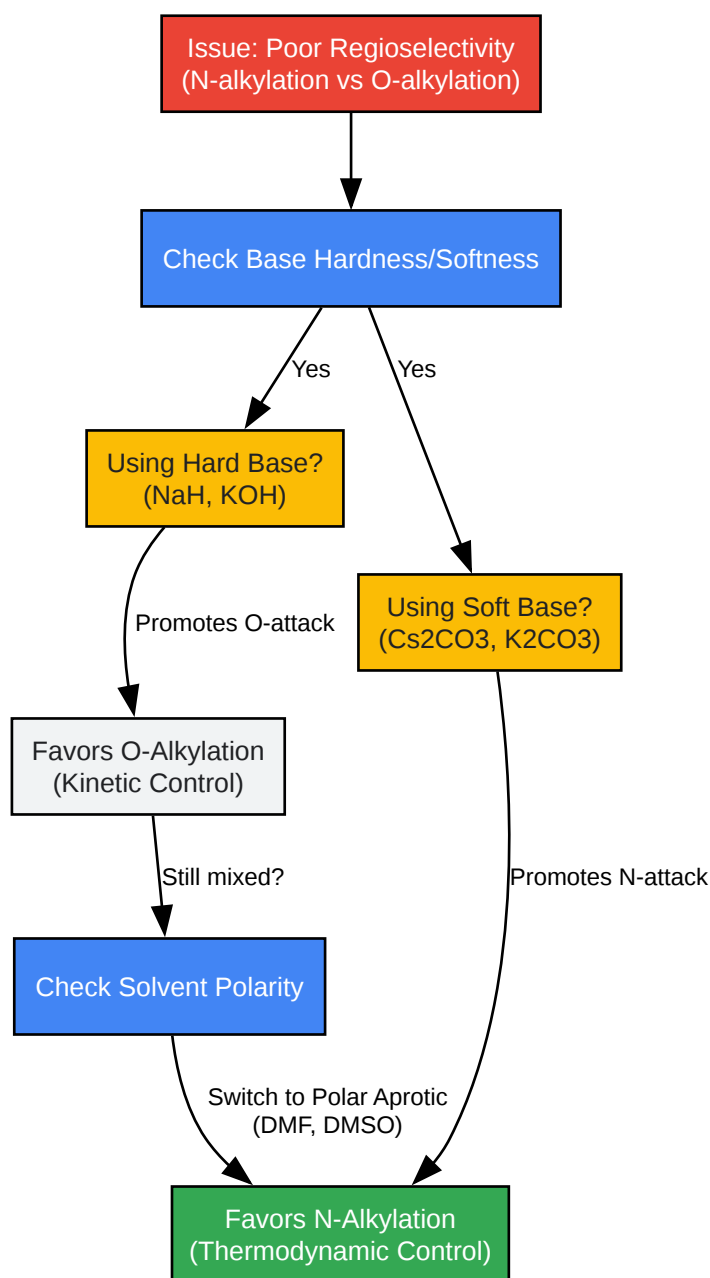 Issue: Poor Regioselectivity
(N-alkylation vs O-alkylation)
Check Base Hardness/Softness
Yes
Yes
Using Hard Base?
(NaH, KOH)
Using Soft Base?
(Cs2CO3, K2CO3)
Promotes O-attack
Favors O-Alkylation
(Kinetic Control)
Still mixed?
Promotes N-attack
Check Solvent Polarity
Switch to Polar Aprotic
(DMF, DMSO)
Favors N-Alkylation
(Thermodynamic Control)